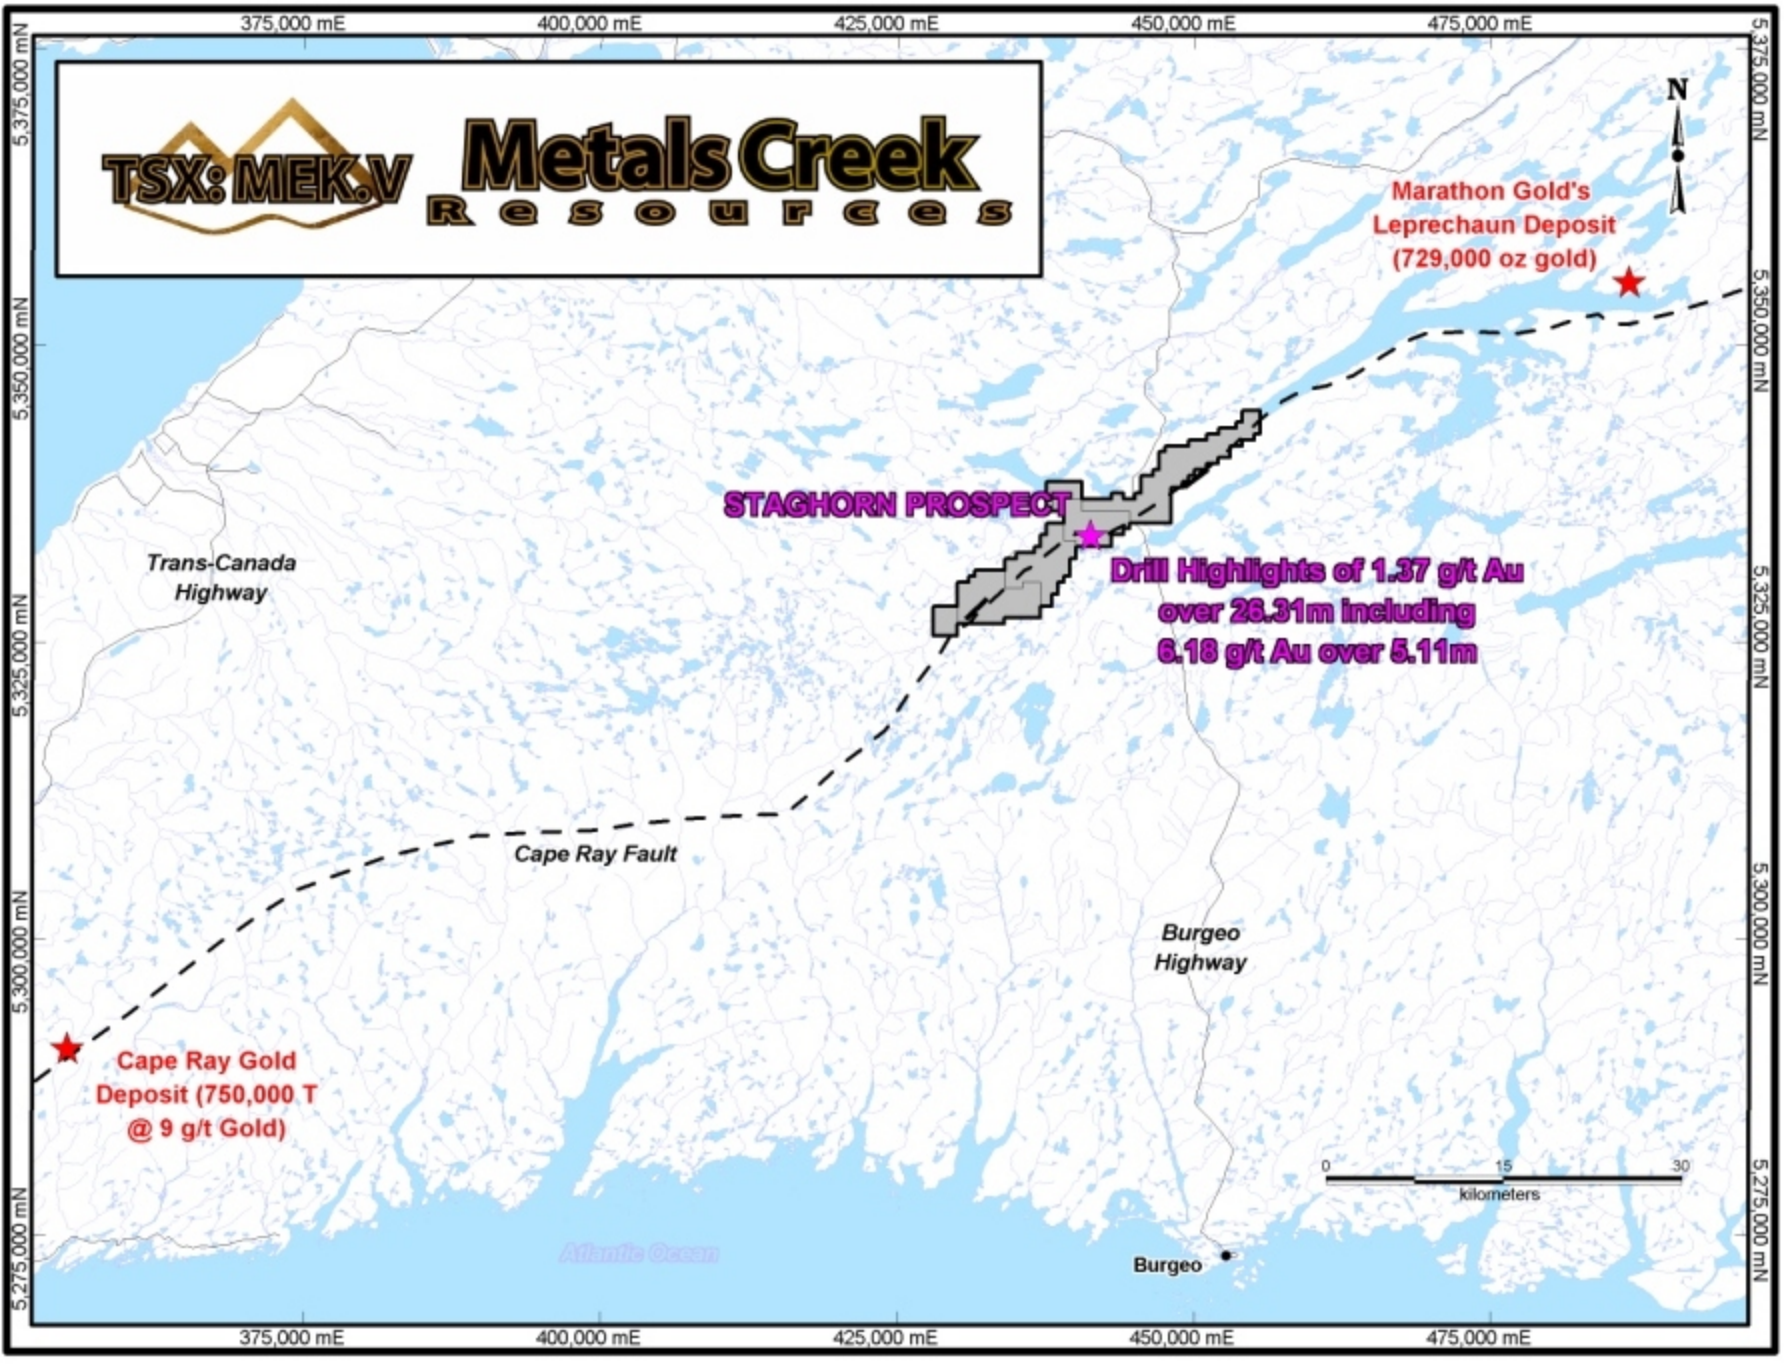 375,000 mE 400,000 mE 425,000 mE 450,000 mE 475,000 mE
5,375,000 mN
5,375,000 mN
TSX: MEK.V
Metals Creek
Resources
N
Marathon Gold's
Leprechaun Deposit
(729,000 oz gold)
5,350,000 mN
5,350,000 mN
STAGHORN PROSPECT
Trans-Canada
Highway
Drill Highlights of 1.37 g/t Au
over 26.31m including
6.18 g/t Au over 5.11m
5,325,000 mN
5,325,000 mN
Cape Ray Fault
Burgeo
Highway
5,300,000 mN
5,300,000 mN
Cape Ray Gold
Deposit (750,000 T
@ 9 g/t Gold)
0 15 30
kilometers
5,275,000 mN
5,275,000 mN
Atlantic Ocean
Burgeo
375,000 mE 400,000 mE 425,000 mE 450,000 mE 475,000 mE